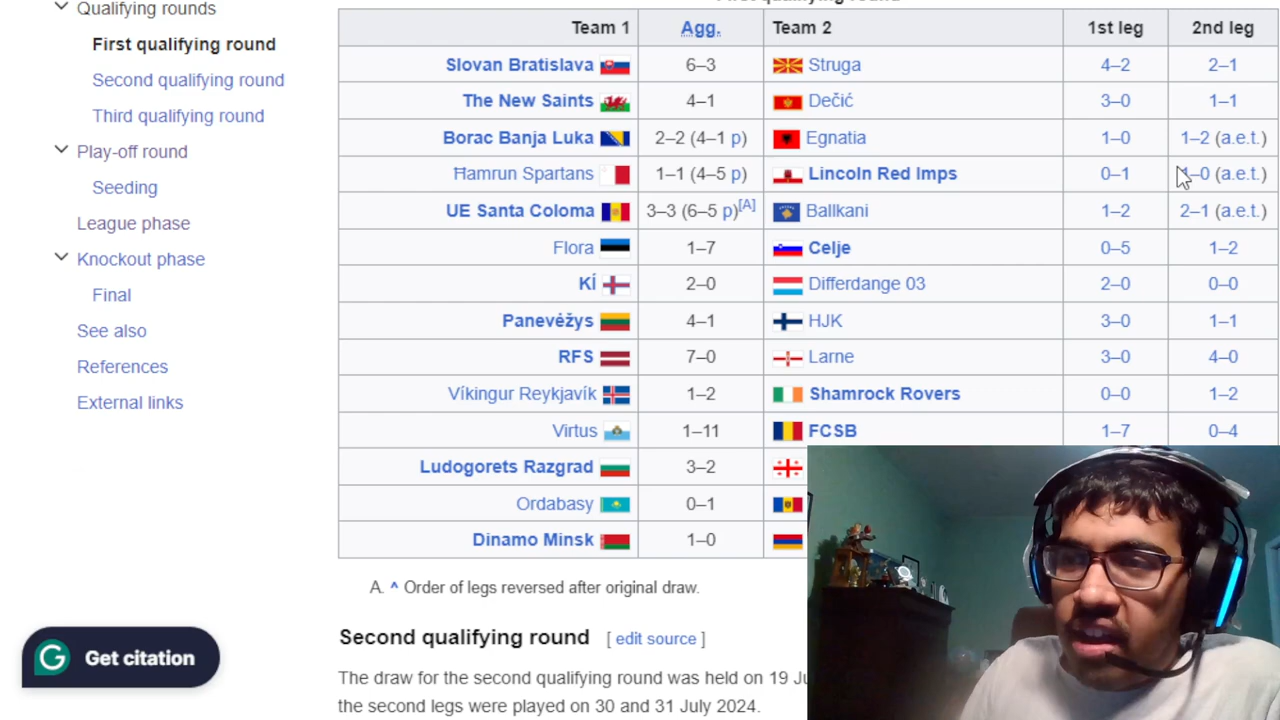 Qualifying rounds
First qualifying round
Second qualifying round
Third qualifying round
Play-off round
Seeding
League phase
Knockout phase
Final
See also
References
External links
Get citation
Team 1 Agg. Team 2 1st leg 2nd leg
Slovan Bratislava 6–3 Struga 4–2 2–1
The New Saints 4–1 Dečić 3–0 1–1
Borac Banja Luka 2–2 (4–1 p) Egnatia 1–0 1–2 (a.e.t.)
Ħamrun Spartans 1–1 (4–5 p) Lincoln Red Imps 0–1 1–0 (a.e.t.)
UE Santa Coloma 3–3 (6–5 p)[A] Ballkani 1–2 2–1 (a.e.t.)
Flora 1–7 Celje 0–5 1–2
KÍ 2–0 Differdange 03 2–0 0–0
Panevėžys 4–1 HJK 3–0 1–1
RFS 7–0 Larne 3–0 4–0
Víkingur Reykjavík 1–2 Shamrock Rovers 0–0 1–2
Virtus 1–11 FCSB 1–7 0–4
Ludogorets Razgrad 3–2
Ordabasy 0–1
Dinamo Minsk 1–0
A. ^ Order of legs reversed after original draw.
Second qualifying round [ edit source ]
The draw for the second qualifying round was held on 19
the second legs were played on 30 and 31 July 2024.